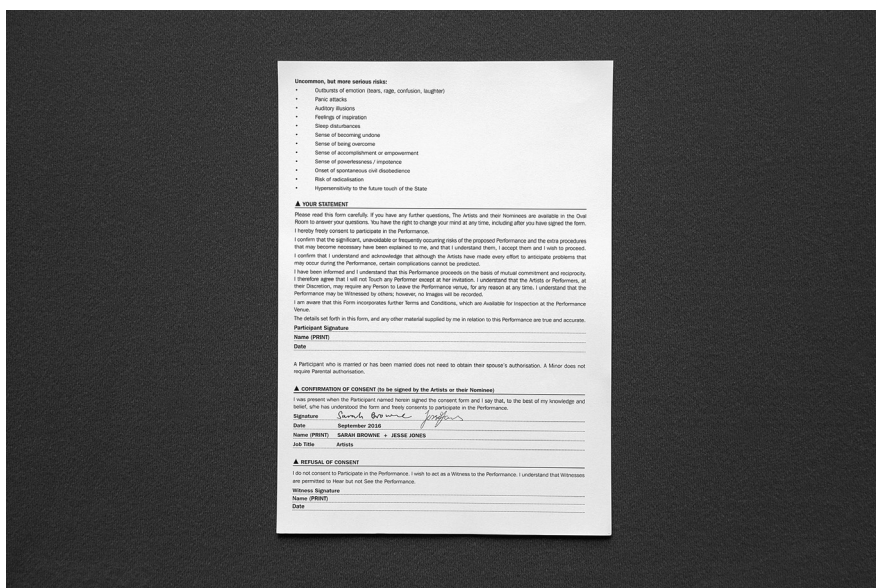 Uncommon, but more serious risks:
• Outbursts of emotion (tears, rage, confusion, laughter)
• Panic attacks
• Auditory illusions
• Feelings of inspiration
• Sleep disturbances
• Sense of becoming undone
• Sense of being overcome
• Sense of accomplishment or empowerment
• Sense of powerlessness / impotence
• Onset of spontaneous civil disobedience
• Risk of radicalisation
• Hypersensitivity to the future touch of the State
▲ YOUR STATEMENT
Please read this form carefully. If you have any further questions, The Artists and their Nominees are available in the Oval
Room to answer your questions. You have the right to change your mind at any time, including after you have signed the form.
I hereby freely consent to participate in the Performance.
I confirm that the significant, unavoidable or frequently occurring risks of the proposed Performance and the extra procedures
that may become necessary have been explained to me, and that I understand them, I accept them and I wish to proceed.
I confirm that I understand and acknowledge that although the Artists have made every effort to anticipate problems that
may occur during the Performance, certain complications cannot be predicted.
I have been informed and I understand that this Performance proceeds on the basis of mutual commitment and reciprocity.
I therefore agree that I will not Touch any Performer except at her invitation. I understand that the Artists or Performers, at
their Discretion, may require any Person to Leave the Performance venue, for any reason at any time. I understand that the
Performance may be Witnessed by others; however, no Images will be recorded.
I am aware that this Form incorporates further Terms and Conditions, which are Available for Inspection at the Performance
Venue.
The details set forth in this form, and any other material supplied by me in relation to this Performance are true and accurate.
Participant Signature
Name (PRINT)
Date
A Participant who is married or has been married does not need to obtain their spouse's authorisation. A Minor does not
require Parental authorisation.
▲ CONFIRMATION OF CONSENT (to be signed by the Artists or their Nominee)
I was present when the Participant named herein signed the consent form and I say that, to the best of my knowledge and
belief, s/he has understood the form and freely consents to participate in the Performance.
Signature Sarah Browne
Date September 2016
Name (PRINT) SARAH BROWNE + JESSE JONES
Job Title Artists
▲ REFUSAL OF CONSENT
I do not consent to Participate in the Performance. I wish to act as a Witness to the Performance. I understand that Witnesses
are permitted to Hear but not See the Performance.
Witness Signature
Name (PRINT)
Date